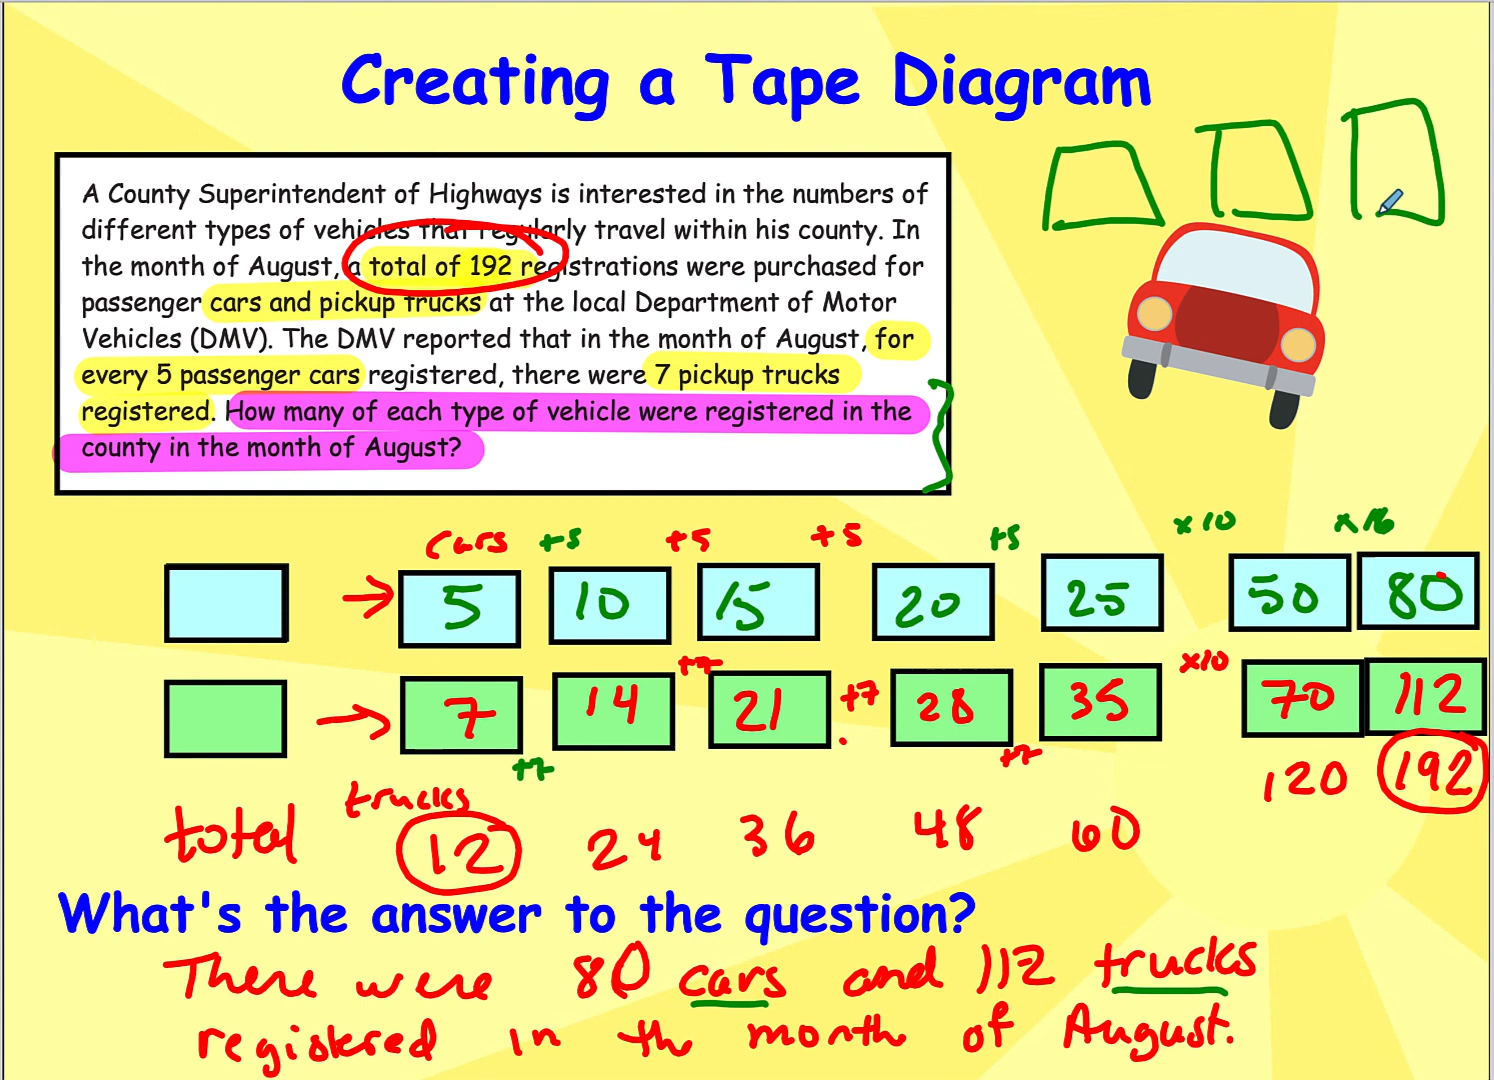 Creating a Tape Diagram
A County Superintendent of Highways is interested in the numbers of
different types of vehicles that regularly travel within his county. In
the month of August, a total of 192 registrations were purchased for
passenger cars and pickup trucks at the local Department of Motor
Vehicles (DMV). The DMV reported that in the month of August, for
every 5 passenger cars registered, there were 7 pickup trucks
registered. How many of each type of vehicle were registered in the
county in the month of August?
cars +5 +5 +5 +5 x10 x16
5 10 15 20 25 50 80
+7 +7 x10
7 14 21 28 35 70 112
+7 +7
trucks
total 12 24 36 48 60 120 192
What's the answer to the question?
There were 80 cars and 112 trucks
registered in the month of August.